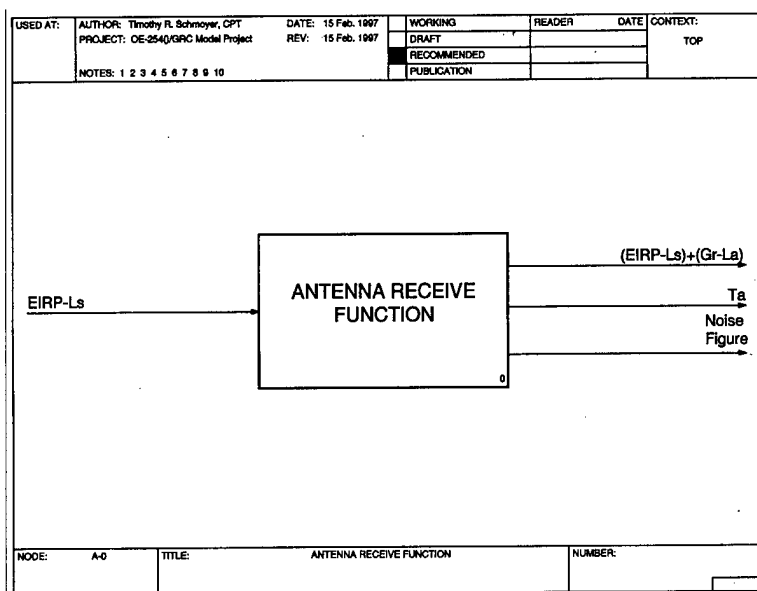 USED AT:
AUTHOR: Timothy R. Schmoyer, CPT
DATE: 15 Feb. 1997
PROJECT: OE-254()/GRC Model Project
REV: 15 Feb. 1997
NOTES: 1 2 3 4 5 6 7 8 9 10
WORKING
DRAFT
RECOMMENDED
PUBLICATION
READER DATE
CONTEXT:
TOP
EIRP-Ls
ANTENNA RECEIVE
FUNCTION
0
(EIRP-Ls)+(Gr-La)
Ta
Noise
Figure
NODE: A-0
TITLE: ANTENNA RECEIVE FUNCTION
NUMBER: